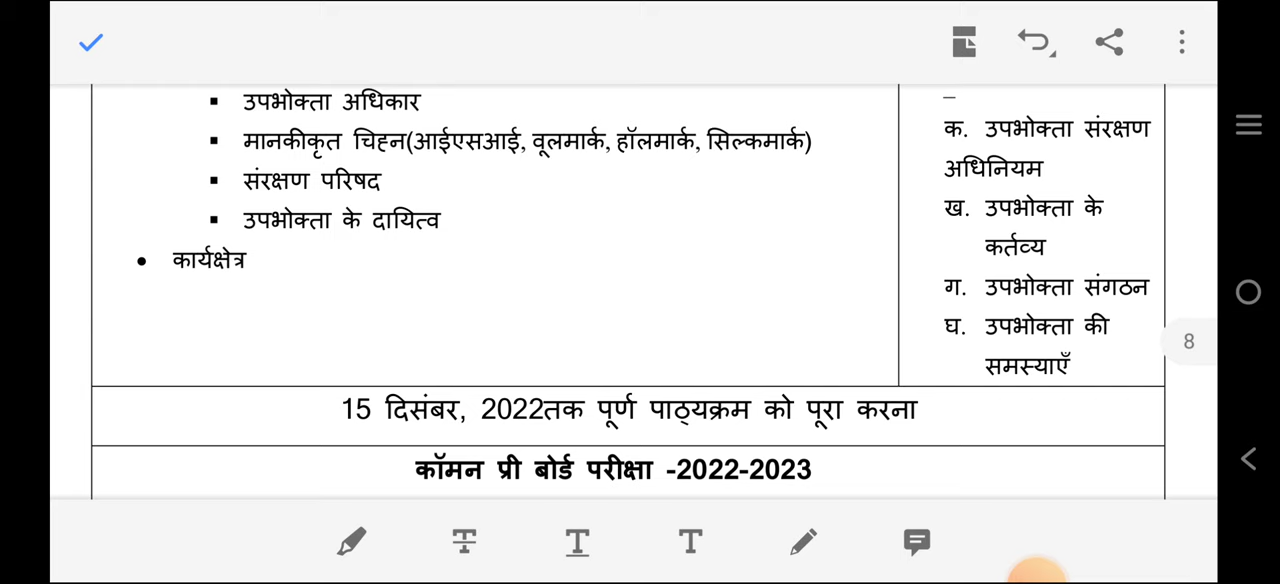 उपभोक्ता अधिकार
मानकीकृत चिह्न(आईएसआई, वूलमार्क, हॉलमार्क, सिल्कमार्क)
संरक्षण परिषद
उपभोक्ता के दायित्व
कार्यक्षेत्र
–
क. उपभोक्ता संरक्षण
अधिनियम
ख. उपभोक्ता के
कर्तव्य
ग. उपभोक्ता संगठन
घ. उपभोक्ता की
समस्याएँ
8
15 दिसंबर, 2022तक पूर्ण पाठ्यक्रम को पूरा करना
कॉमन प्री बोर्ड परीक्षा -2022-2023